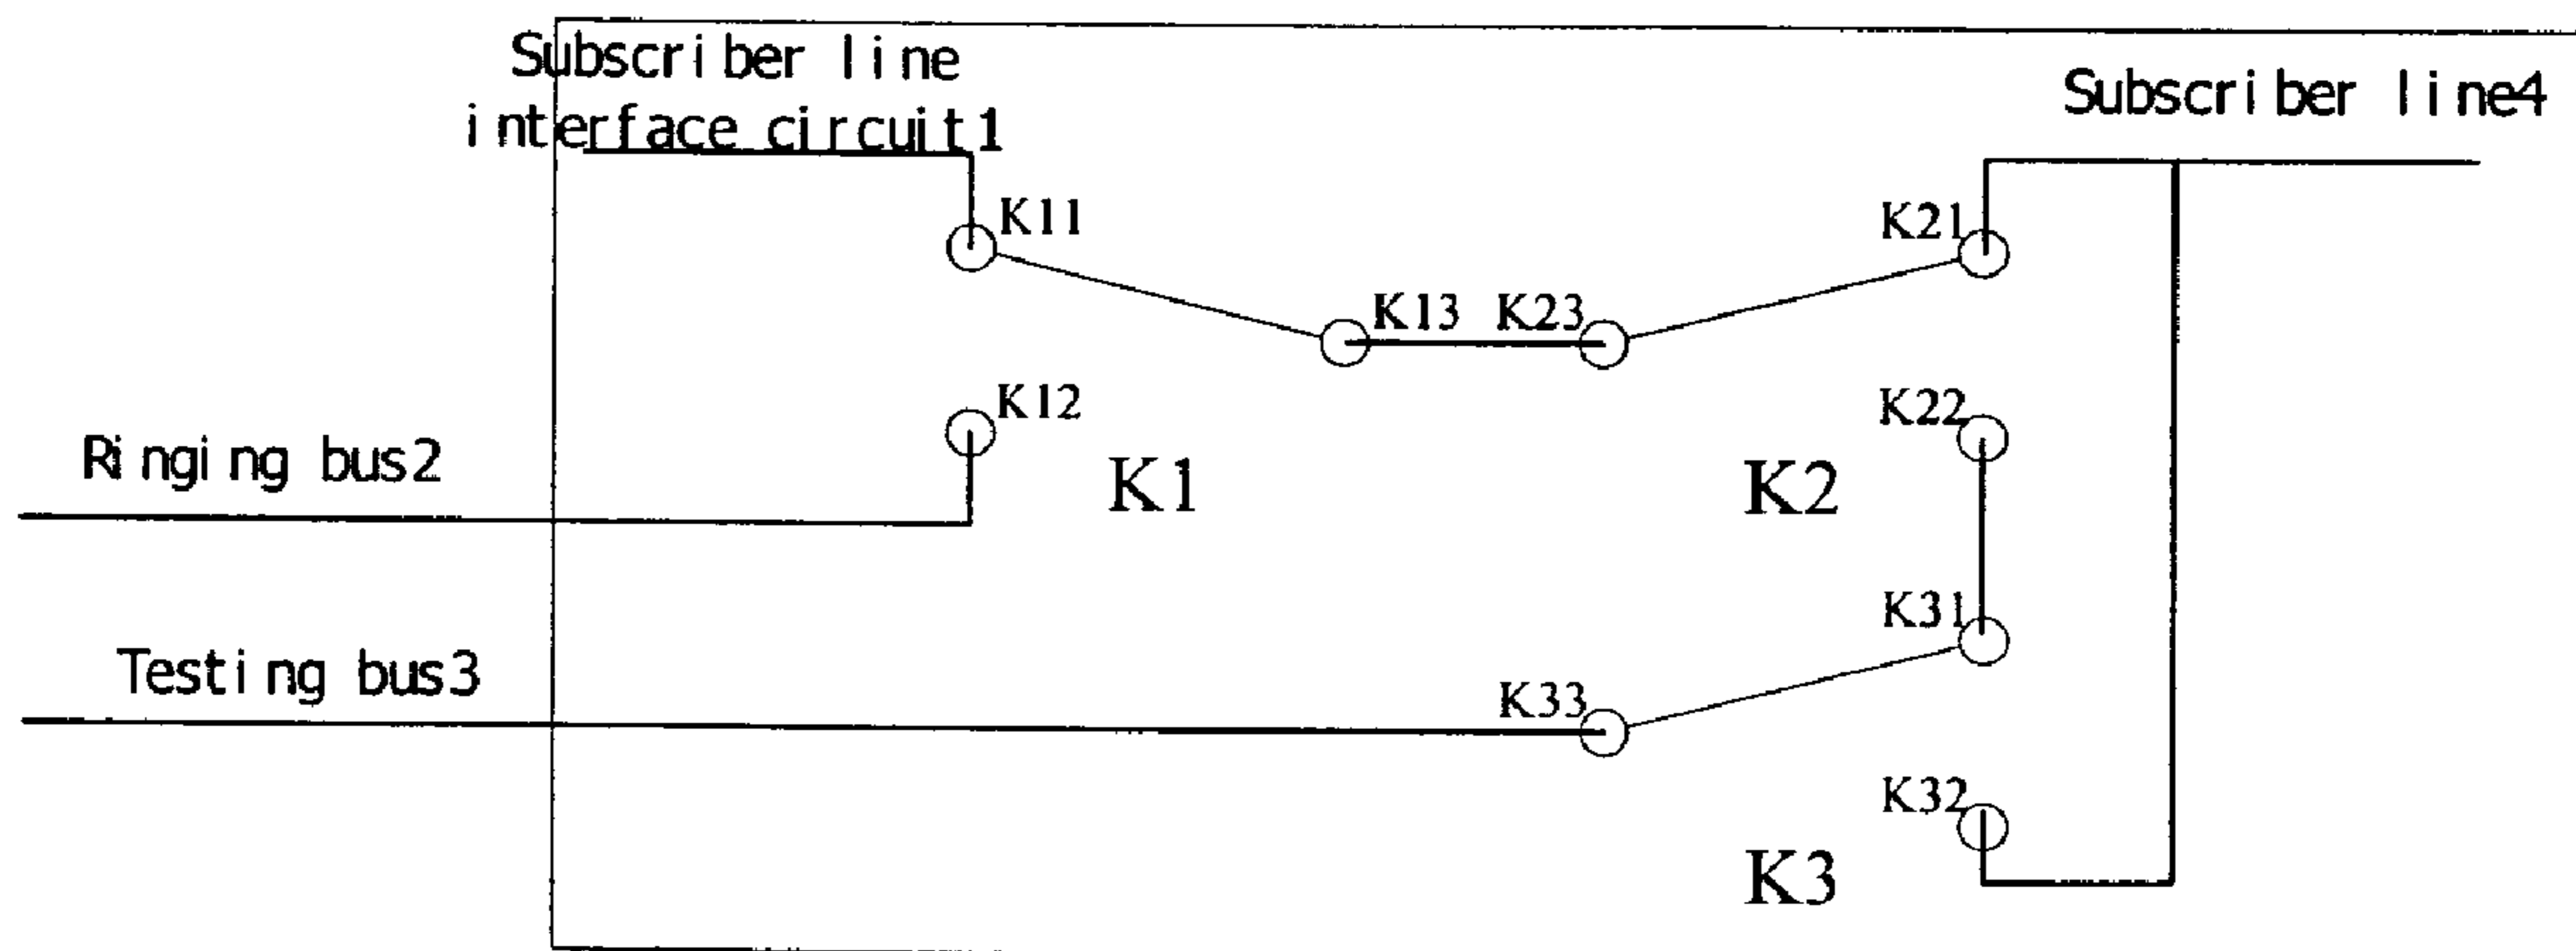 Subscriber line
interface circuit1
Subscriber line4
K11
K21
K13
K23
K12
K22
Ringing bus2
K1
K2
K31
Testing bus3
K33
K32
K3